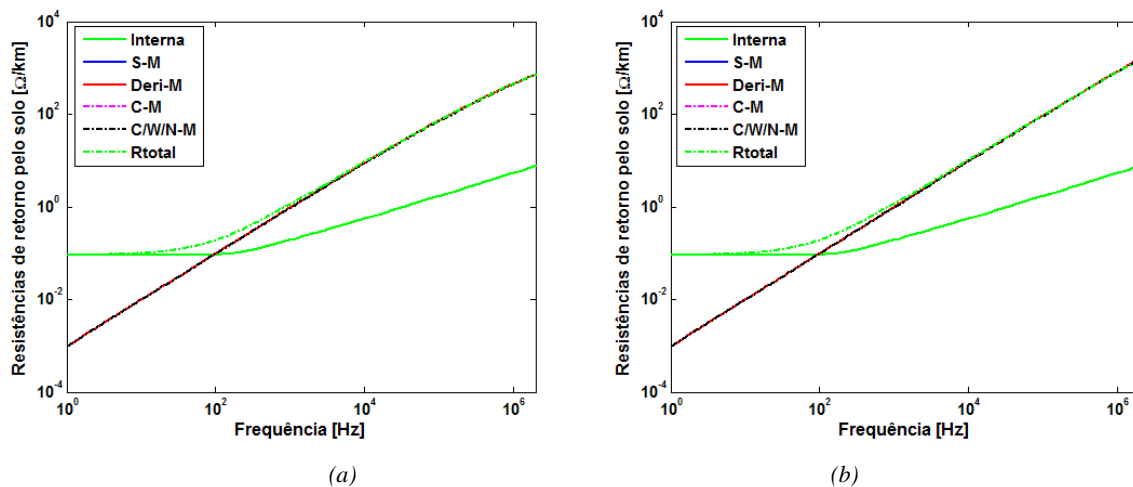 Resistências de retorno pelo solo [Ω/km]
10^4
10^2
10^0
10^-2
10^-4
Interna
S-M
Deri-M
C-M
C/W/N-M
Rtotal
10^0
10^2
10^4
10^6
Frequência [Hz]
(a)
Resistências de retorno pelo solo [Ω/km]
10^4
10^2
10^0
10^-2
10^-4
Interna
S-M
Deri-M
C-M
C/W/N-M
Rtotal
10^0
10^2
10^4
10^6
Frequência [Hz]
(b)